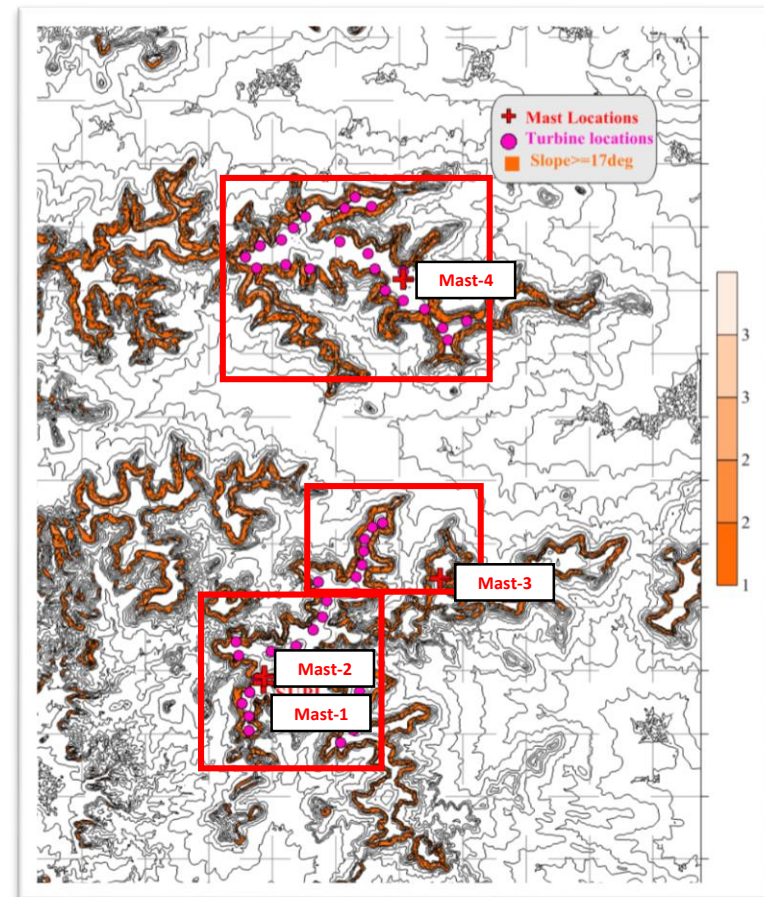 Mast Locations
Turbine locations
Slope>=17deg
Mast-4
3
3
2
2
1
Mast-3
Mast-2
Mast-1